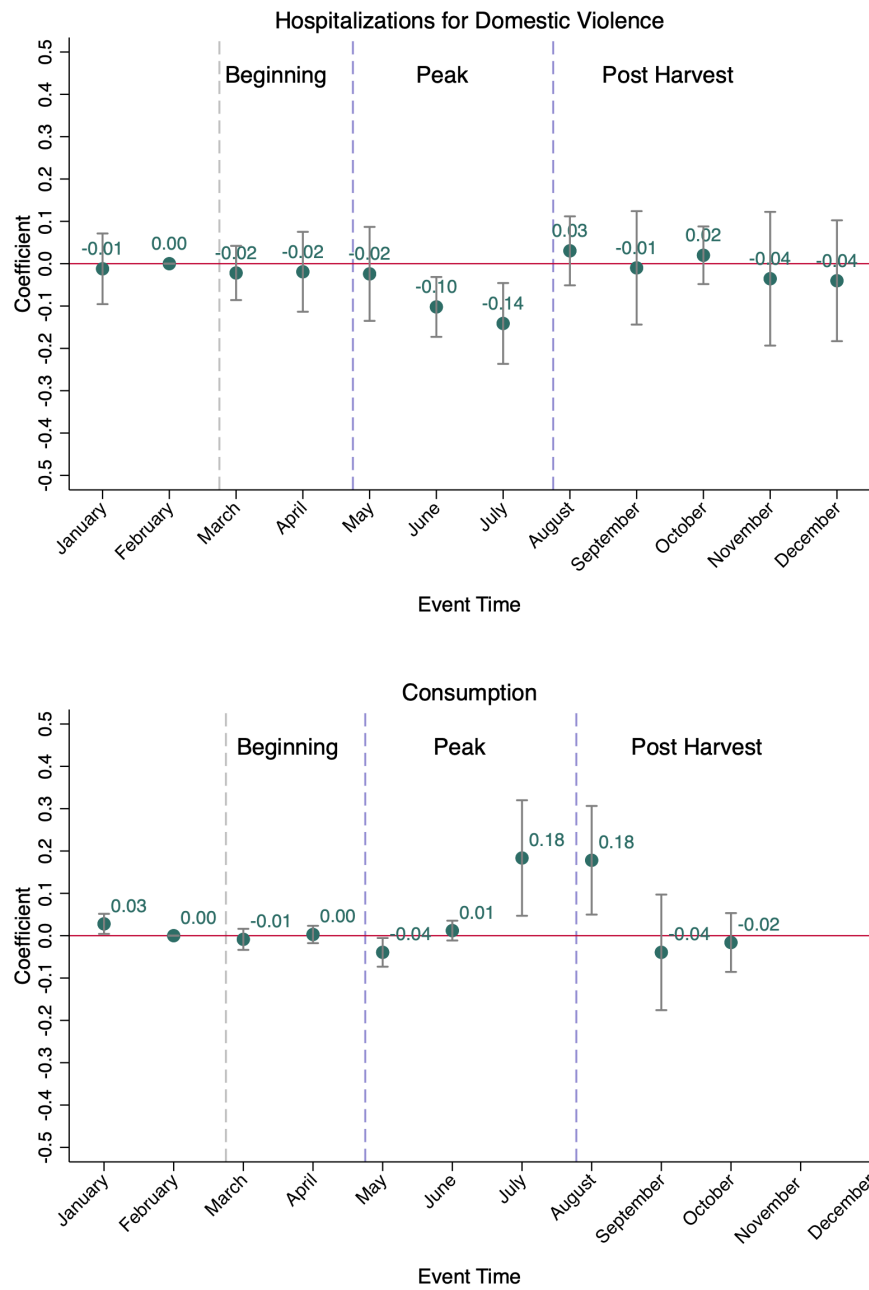 Hospitalizations for Domestic Violence
Beginning Peak Post Harvest
Coefficient
0.5
0.4
0.3
0.2
0.1
0.0
-0.1
-0.2
-0.3
-0.4
-0.5
-0.01 0.00 -0.02 -0.02 -0.02 -0.10 -0.14 0.03 -0.01 0.02 -0.04 -0.04
January February March April May June July August September October November December
Event Time
Consumption
Beginning Peak Post Harvest
Coefficient
0.5
0.4
0.3
0.2
0.1
0.0
-0.1
-0.2
-0.3
-0.4
-0.5
0.03 0.00 -0.01 0.00 -0.04 0.01 0.18 0.18 -0.04 -0.02
January February March April May June July August September October November December
Event Time